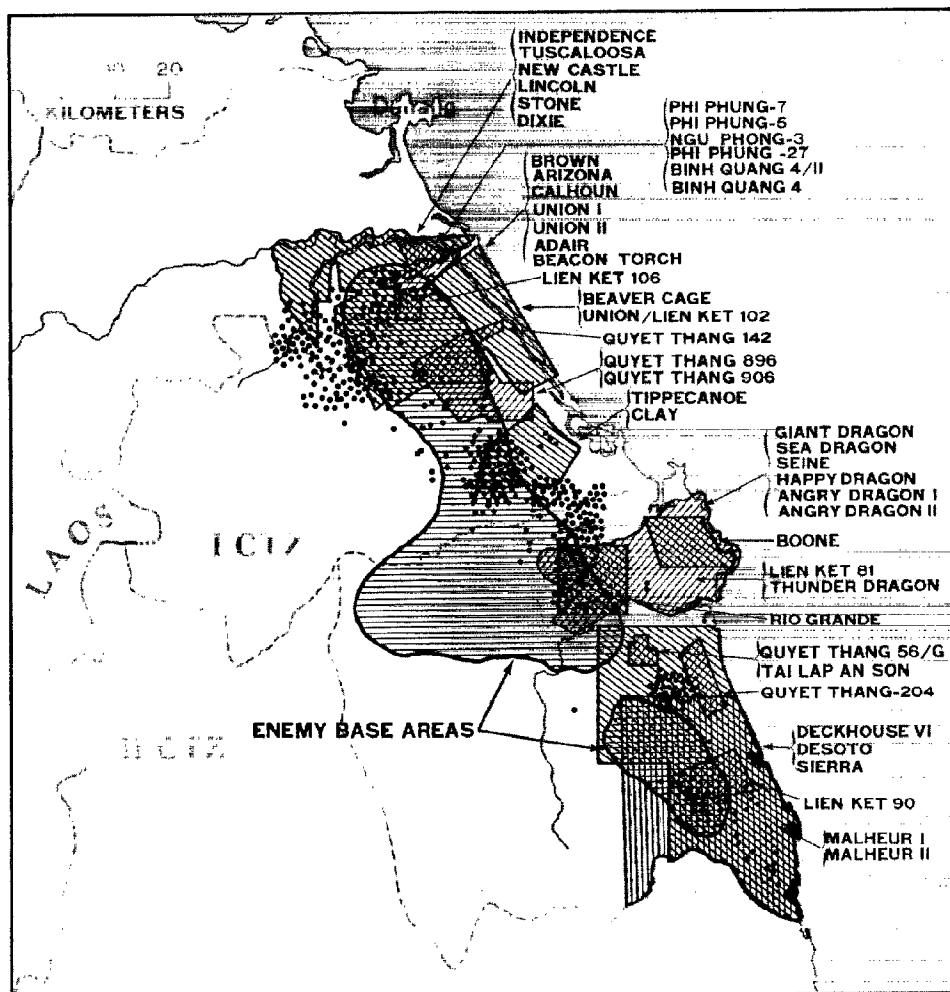 INDEPENDENCE
TUSCALOOSA
NEW CASTLE
LINCOLN
STONE
DIXIE
20
KILOMETERS
PHI PHUNG-7
PHI PHUNG-5
NGU PHONG-3
PHI PHUNG -27
BINH QUANG 4/II
BINH QUANG 4
BROWN
ARIZONA
CALHOUN
UNION I
UNION II
ADAIR
BEACON TORCH
LIEN KET 106
BEAVER CAGE
UNION/LIEN KET 102
QUYET THANG 142
QUYET THANG 896
QUYET THANG 906
TIPPECANOE
CLAY
GIANT DRAGON
SEA DRAGON
SEINE
HAPPY DRAGON
ANGRY DRAGON I
ANGRY DRAGON II
BOONE
LAOS
I CTZ
LIEN KET 81
THUNDER DRAGON
RIO GRANDE
QUYET THANG 56/G
TAI LAP AN SON
QUYET THANG-204
ENEMY BASE AREAS
II CTZ
DECKHOUSE VI
DESOTO
SIERRA
LIEN KET 90
MALHEUR I
MALHEUR II